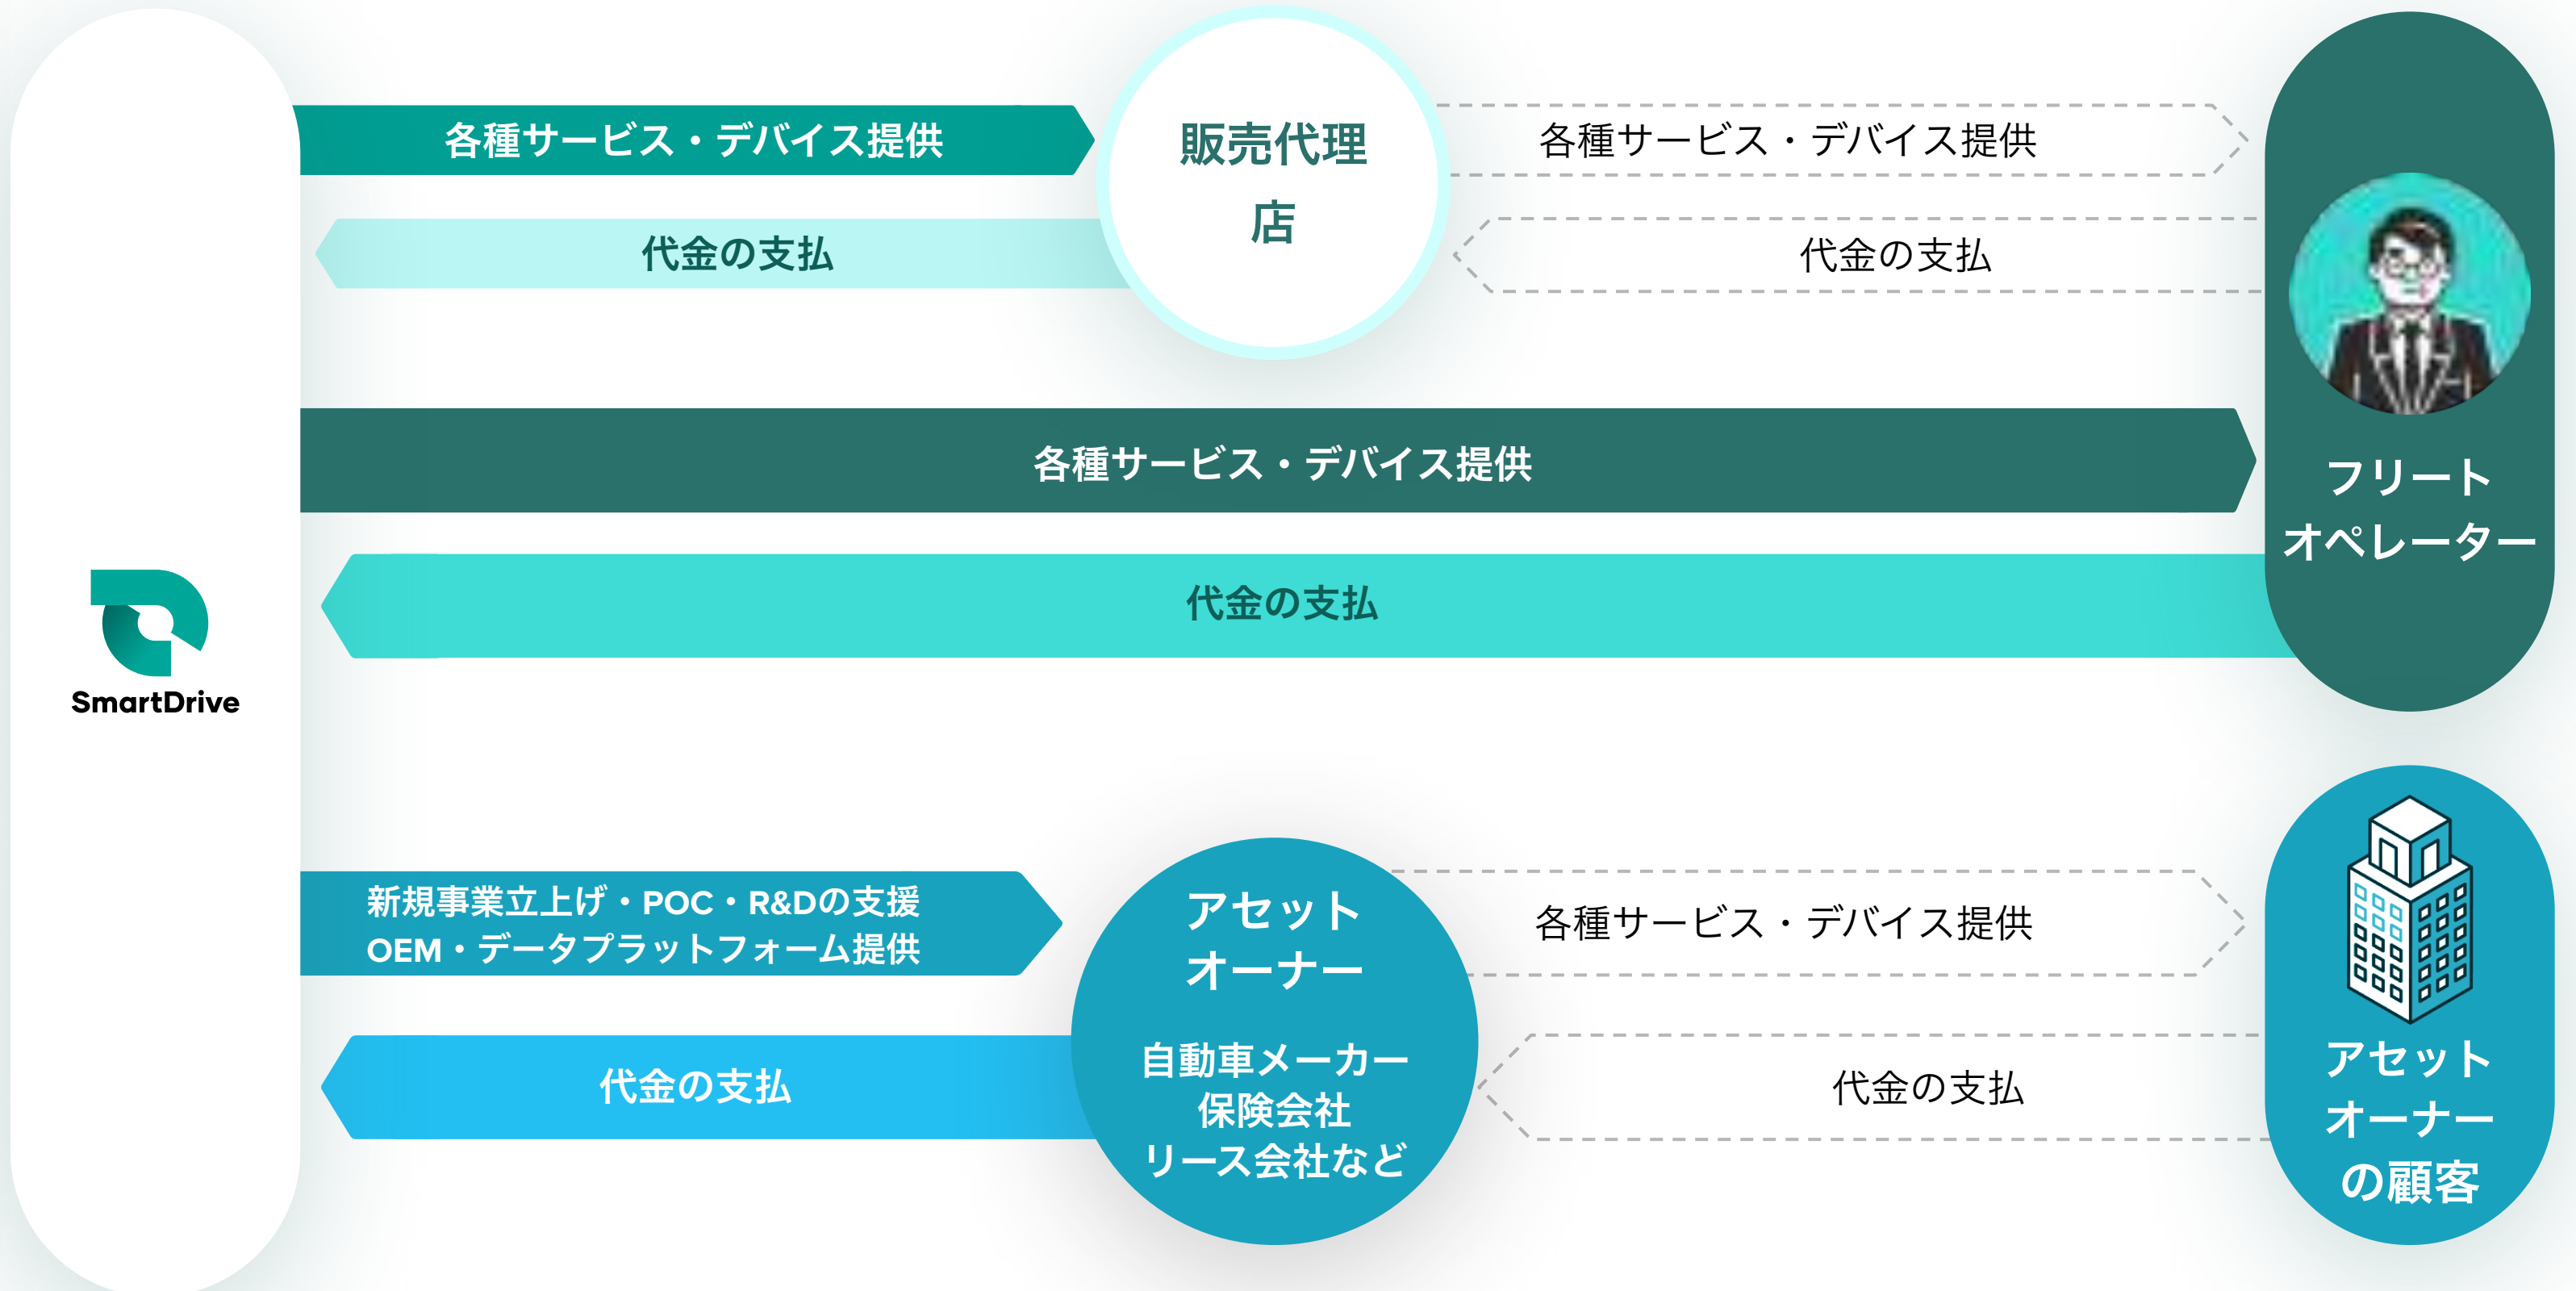 各種サービス・デバイス提供
販売代理
店
各種サービス・デバイス提供
代金の支払
代金の支払
フリート
オペレーター
各種サービス・デバイス提供
代金の支払
SmartDrive
新規事業立上げ・POC・R&Dの支援
OEM・データプラットフォーム提供
アセット
オーナー
自動車メーカー
保険会社
リース会社など
各種サービス・デバイス提供
代金の支払
代金の支払
アセット
オーナー
の顧客